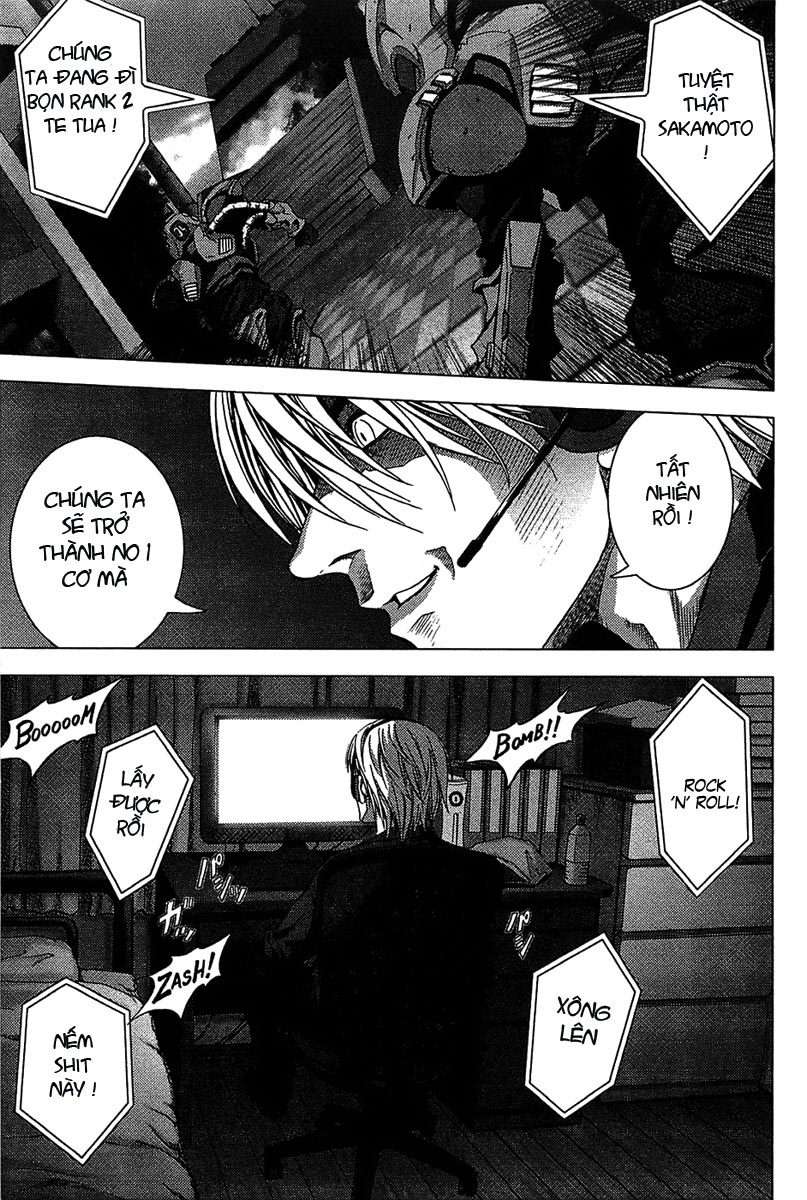 TUYỆT
THẬT
SAKAMOTO
!
CHÚNG
TA ĐANG ĐÌ
BỌN RANK 2
TE TUA !
TẤT
NHIÊN
RỒI !
CHÚNG TA
SẼ TRỞ
THÀNH NO 1
CƠ MÀ
ROCK
'N' ROLL!
BOMB!!
BOOOOOM
LẤY
ĐƯỢC
RỒI
XÔNG
LÊN
ZASH!
NẾM
SHIT
NÀY !